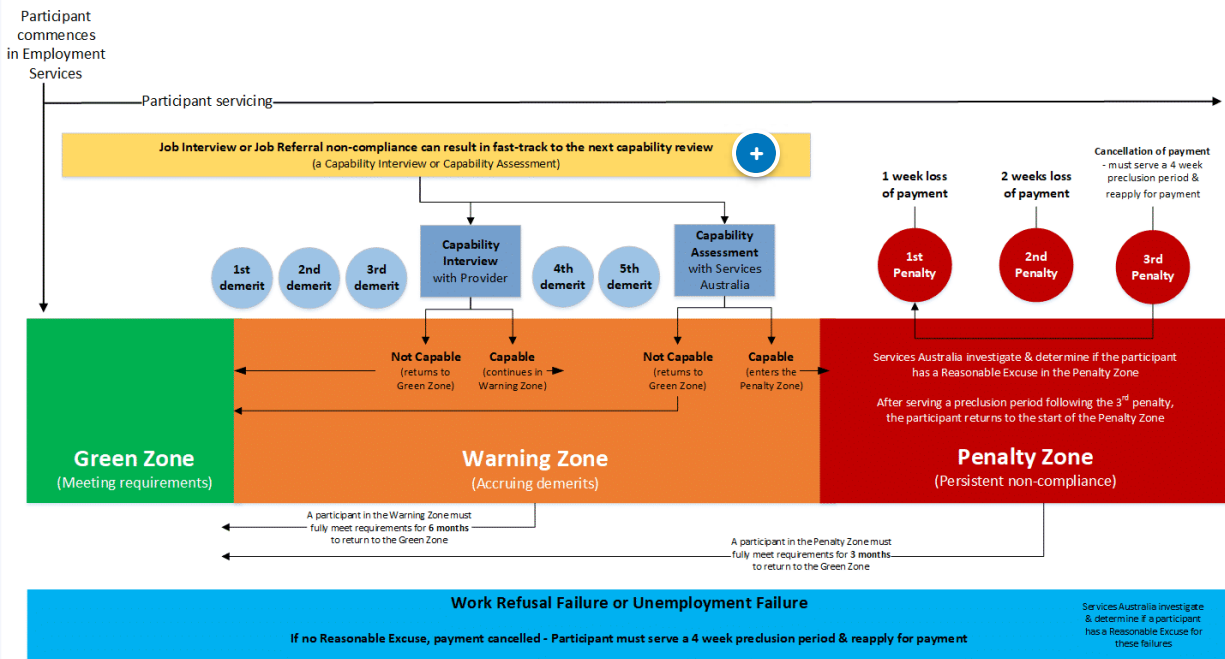 Participant
commences
in Employment
Services
Participant servicing
Job Interview or Job Referral non-compliance can result in fast-track to the next capability review
(a Capability Interview or Capability Assessment)
+
1st
demerit
2nd
demerit
3rd
demerit
Capability
Interview
with Provider
4th
demerit
5th
demerit
Capability
Assessment
with Services
Australia
1 week loss
of payment
2 weeks loss
of payment
Cancellation of payment
- must serve a 4 week
preclusion period &
reapply for payment
1st
Penalty
2nd
Penalty
3rd
Penalty
Not Capable
(returns to
Green Zone)
Capable
(continues in
Warning Zone)
Not Capable
(returns to
Green Zone)
Capable
(enters the
Penalty Zone)
Services Australia investigate & determine if the participant
has a Reasonable Excuse in the Penalty Zone
After serving a preclusion period following the 3rd penalty,
the participant returns to the start of the Penalty Zone
Green Zone
(Meeting requirements)
Warning Zone
(Accruing demerits)
Penalty Zone
(Persistent non-compliance)
A participant in the Warning Zone must
fully meet requirements for 6 months
to return to the Green Zone
A participant in the Penalty Zone must
fully meet requirements for 3 months
to return to the Green Zone
Work Refusal Failure or Unemployment Failure
If no Reasonable Excuse, payment cancelled - Participant must serve a 4 week preclusion period & reapply for payment
Services Australia investigate
& determine if a participant
has a Reasonable Excuse for
these failures